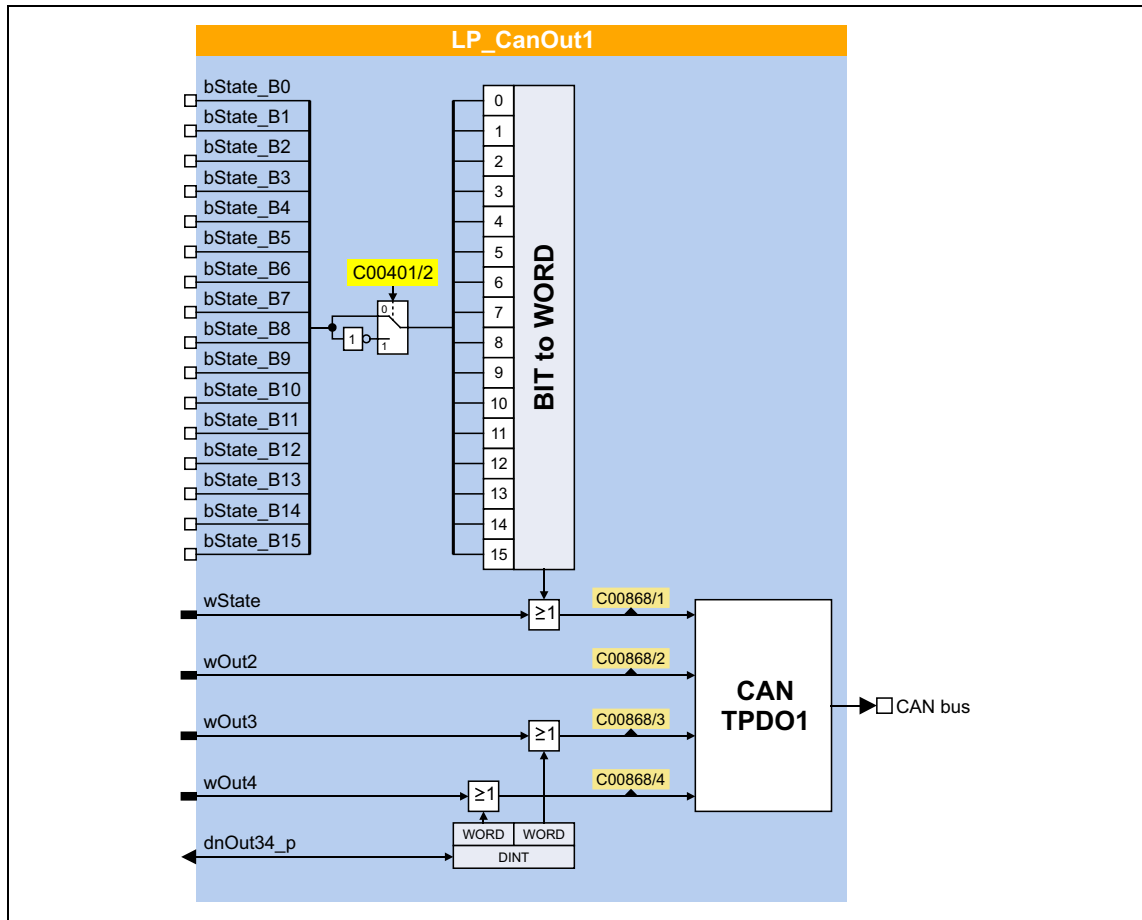 LP_CanOut1
bState_B0
bState_B1
bState_B2
bState_B3
bState_B4
bState_B5
bState_B6
bState_B7
bState_B8
bState_B9
bState_B10
bState_B11
bState_B12
bState_B13
bState_B14
bState_B15
C00401/2
0
1
1
0
1
2
3
4
5
6
7
8
9
10
11
12
13
14
15
BIT to WORD
wState
≥1
C00868/1
wOut2
C00868/2
wOut3
≥1
C00868/3
wOut4
≥1
C00868/4
dnOut34_p
WORD WORD
DINT
CAN
TPDO1
CAN bus